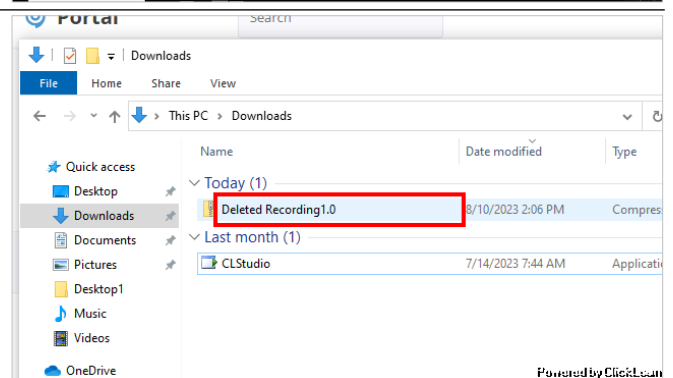 Portal
Search
Downloads
File Home Share View
This PC > Downloads
Name Date modified Type
Quick access
Today (1)
Desktop
Deleted Recording1.0 8/10/2023 2:06 PM Compres
Downloads
Documents
Last month (1)
Pictures
CLStudio 7/14/2023 7:44 AM Applicati
Desktop1
Music
Videos
OneDrive
Powered by ClickLearn